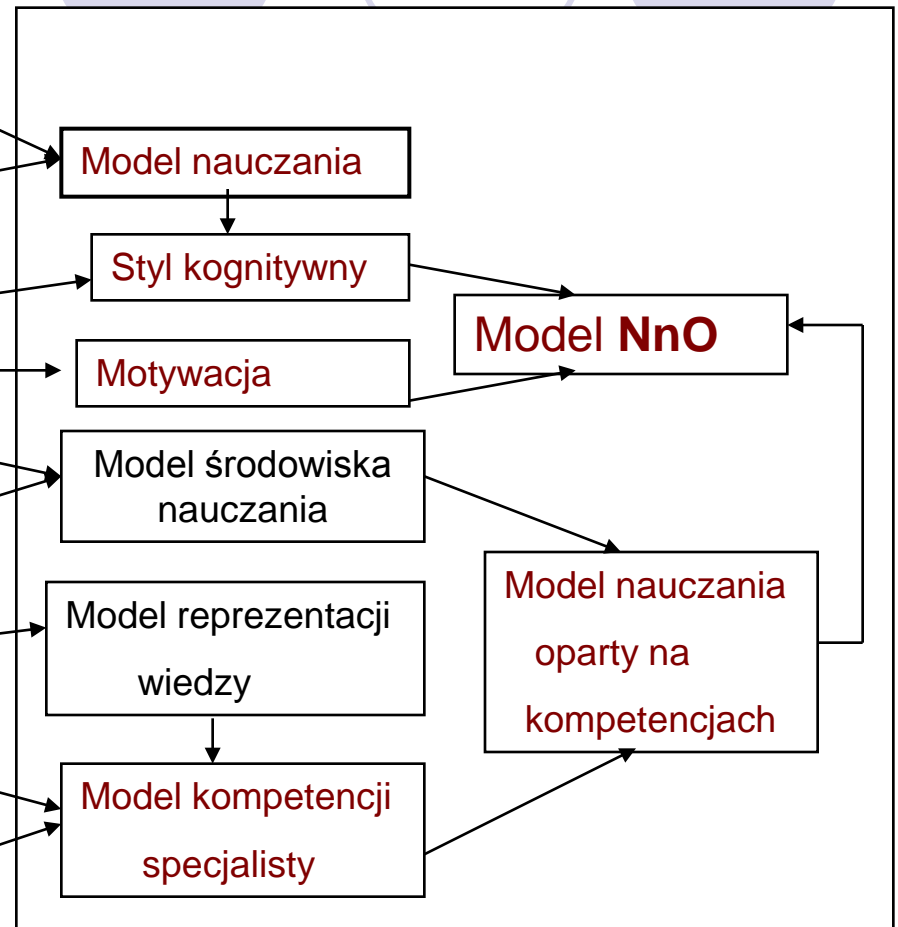 Model nauczania
Styl kognitywny
Model NnO
Motywacja
Model środowiska
nauczania
Model nauczania
oparty na
kompetencjach
Model reprezentacji
wiedzy
Model kompetencji
specjalisty